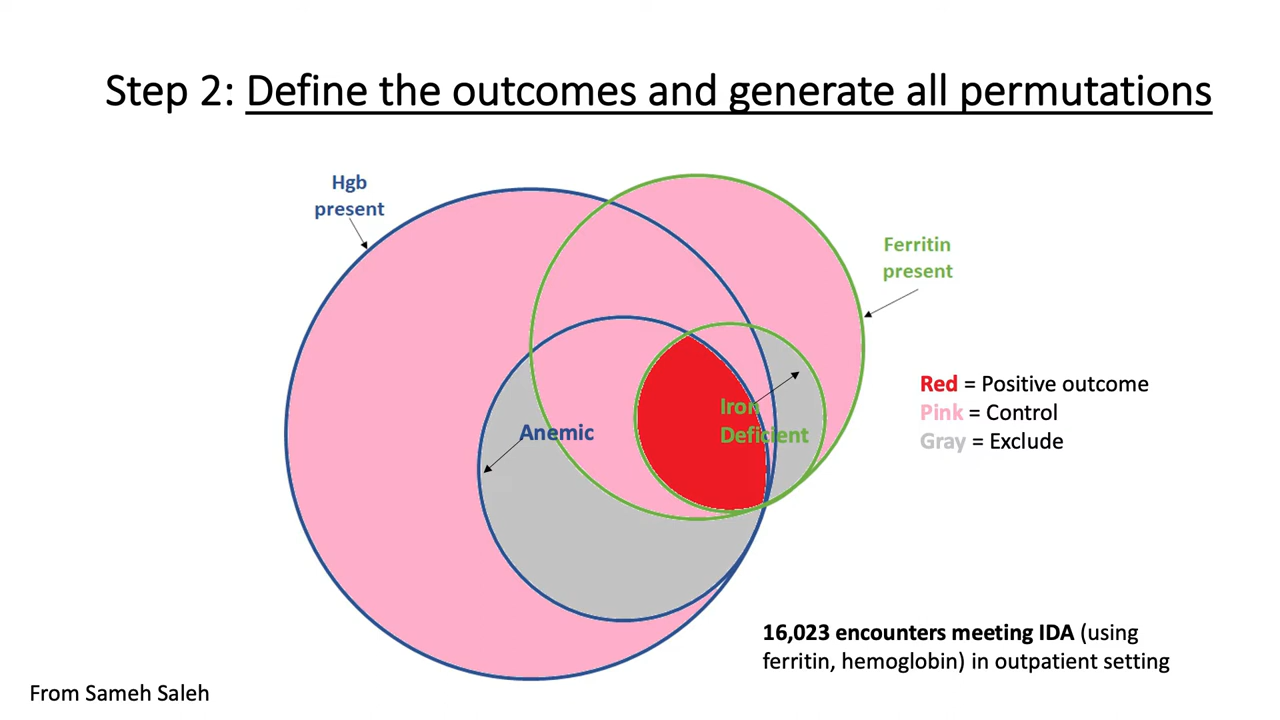 Step 2: Define the outcomes and generate all permutations
Hgb
present
Ferritin
present
Iron
Deficient
Anemic
Red = Positive outcome
Pink = Control
Gray = Exclude
16,023 encounters meeting IDA (using
ferritin, hemoglobin) in outpatient setting
From Sameh Saleh